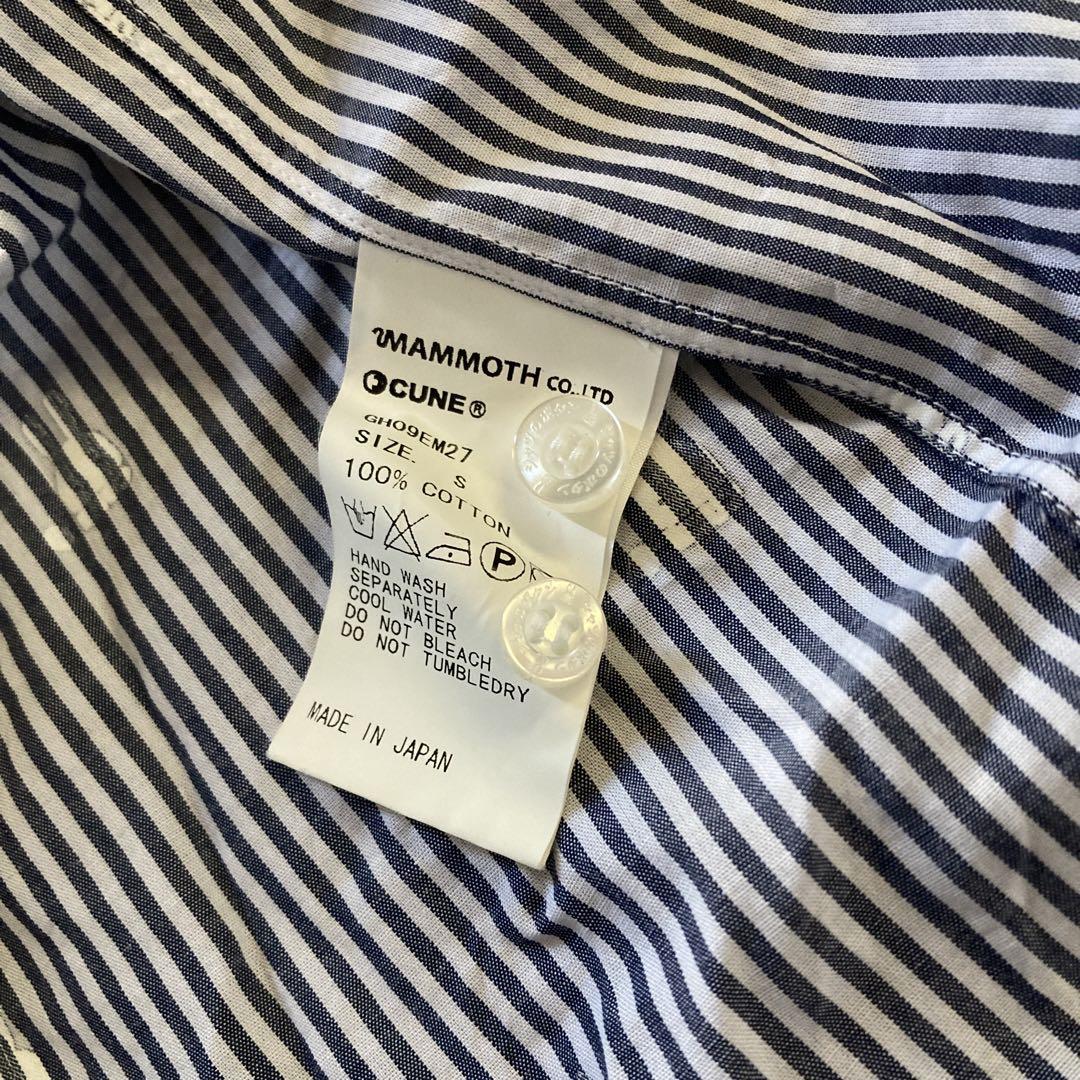 MAMMOTH CO.,LTD
CUNE®
GH09EM27
SIZE. S
100% COTTON
P
HAND WASH
SEPARATELY
COOL WATER
DO NOT BLEACH
DO NOT TUMBLEDRY
MADE IN JAPAN